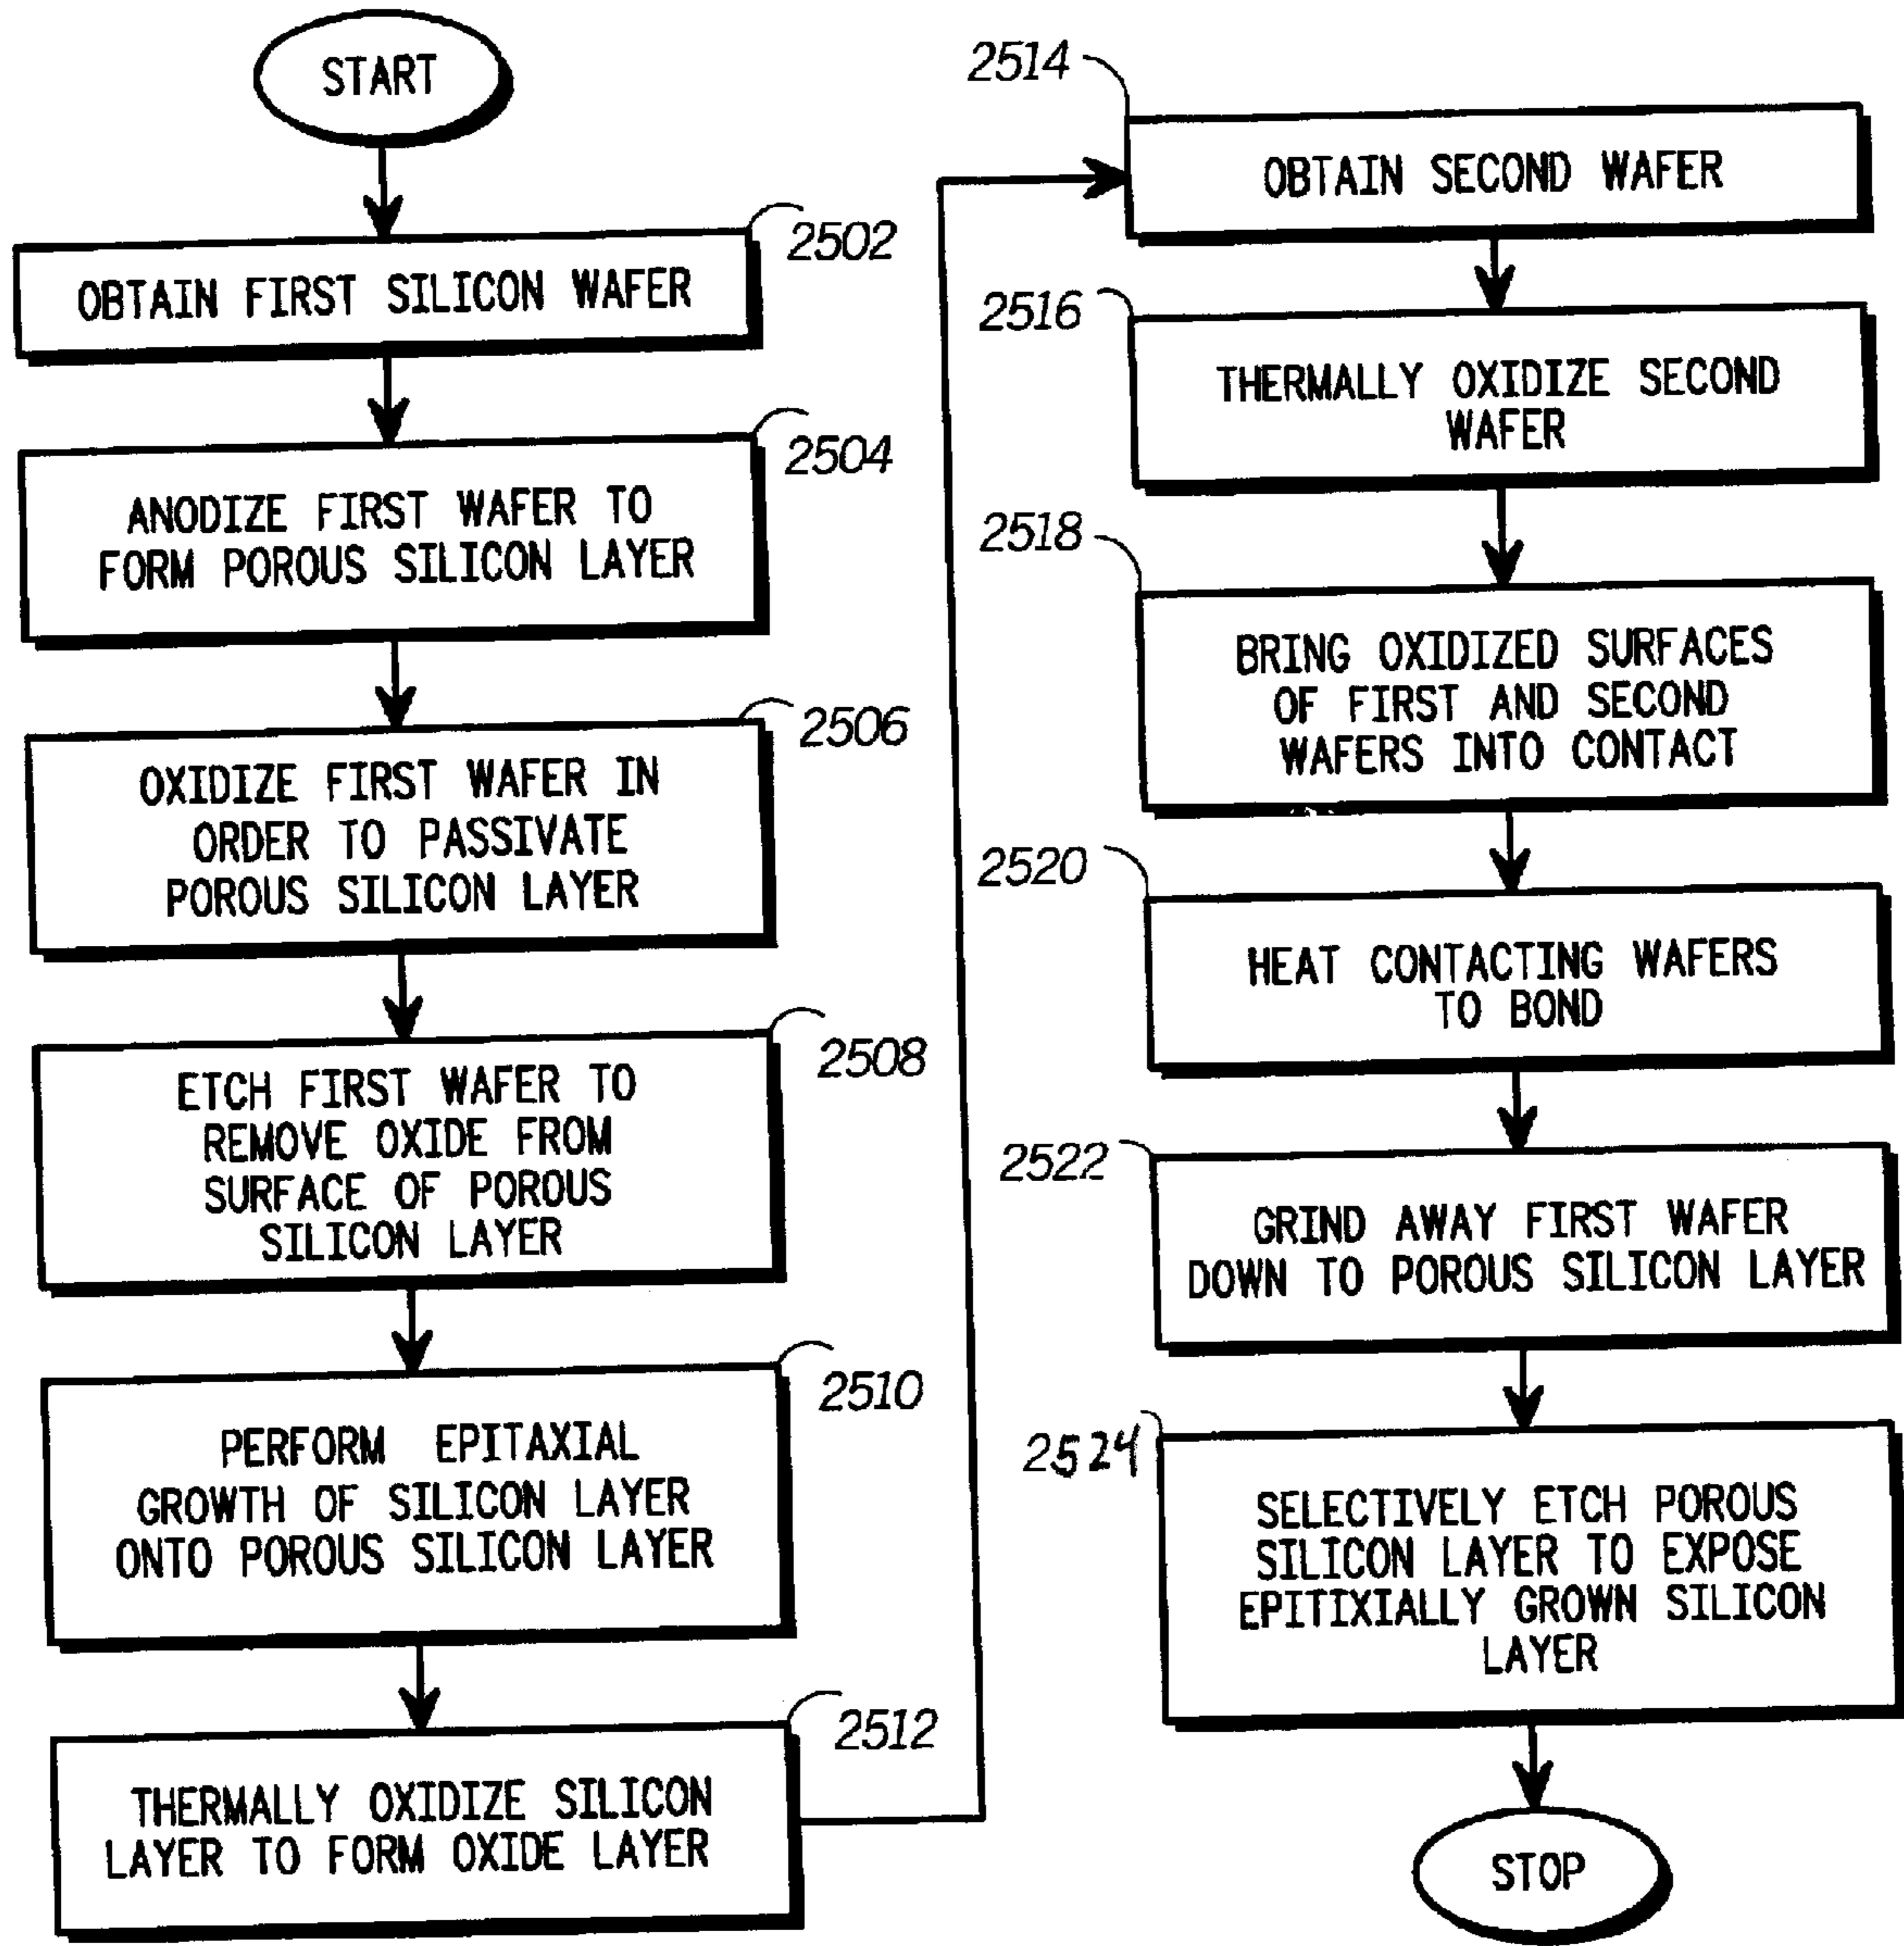 START
2502
OBTAIN FIRST SILICON WAFER
2504
ANODIZE FIRST WAFER TO
FORM POROUS SILICON LAYER
2506
OXIDIZE FIRST WAFER IN
ORDER TO PASSIVATE
POROUS SILICON LAYER
2508
ETCH FIRST WAFER TO
REMOVE OXIDE FROM
SURFACE OF POROUS
SILICON LAYER
2510
PERFORM EPITAXIAL
GROWTH OF SILICON LAYER
ONTO POROUS SILICON LAYER
2512
THERMALLY OXIDIZE SILICON
LAYER TO FORM OXIDE LAYER
2514
OBTAIN SECOND WAFER
2516
THERMALLY OXIDIZE SECOND
WAFER
2518
BRING OXIDIZED SURFACES
OF FIRST AND SECOND
WAFERS INTO CONTACT
2520
HEAT CONTACTING WAFERS
TO BOND
2522
GRIND AWAY FIRST WAFER
DOWN TO POROUS SILICON LAYER
2524
SELECTIVELY ETCH POROUS
SILICON LAYER TO EXPOSE
EPITIXIALLY GROWN SILICON
LAYER
STOP